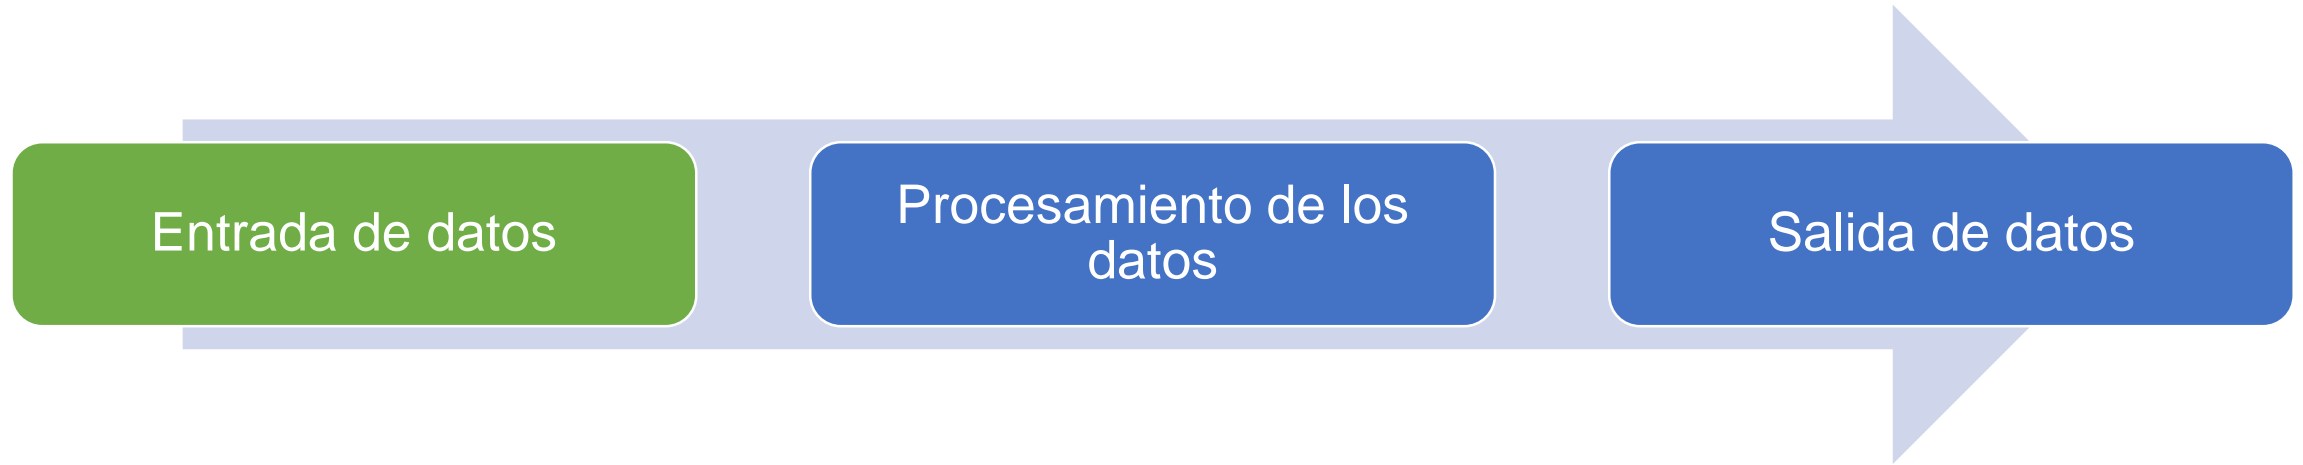 Entrada de datos
Procesamiento de los
datos
Salida de datos